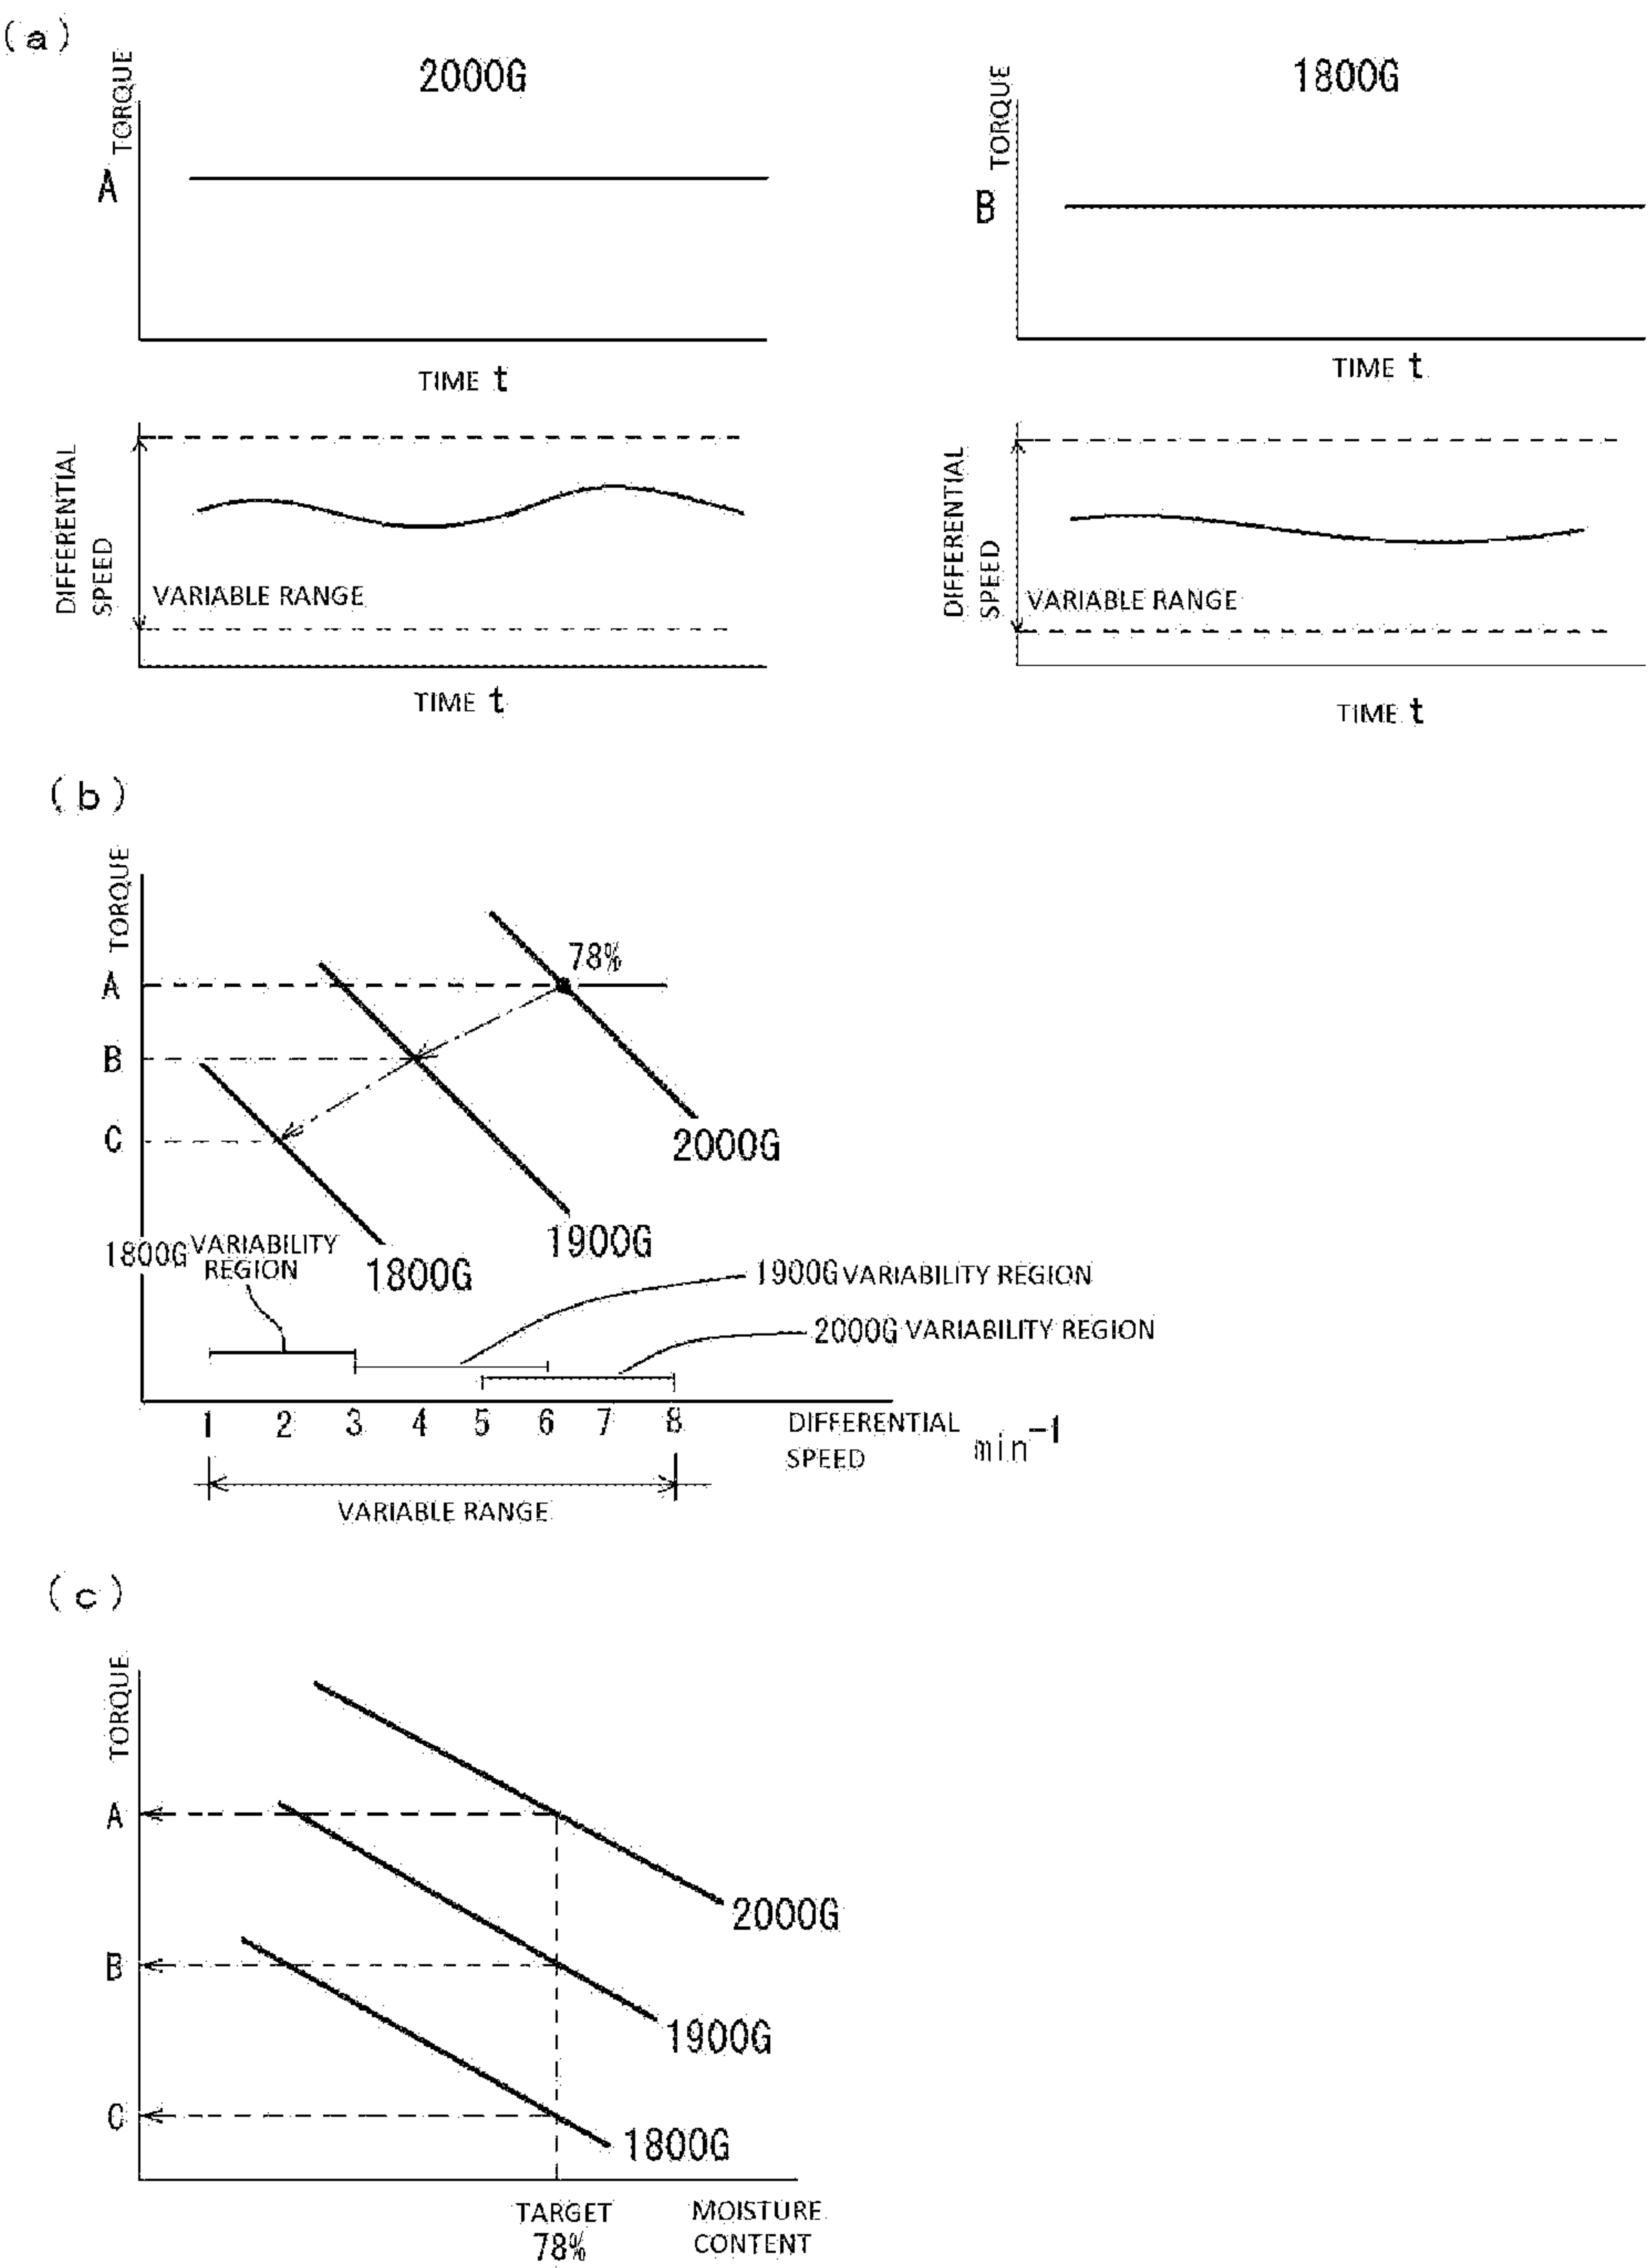 (a)
2000G
TORQUE
A
TIME t
1800G
TORQUE
B
TIME t
DIFFERENTIAL
SPEED
VARIABLE RANGE
TIME t
DIFFERENTIAL
SPEED
VARIABLE RANGE
TIME t
(b)
TORQUE
A
78%
B
C
2000G
1900G
1800G
1800G VARIABILITY
REGION
1900G VARIABILITY REGION
2000G VARIABILITY REGION
1 2 3 4 5 6 7 8
DIFFERENTIAL
SPEED
min⁻¹
VARIABLE RANGE
(c)
TORQUE
A
2000G
B
1900G
C
1800G
TARGET
78%
MOISTURE
CONTENT